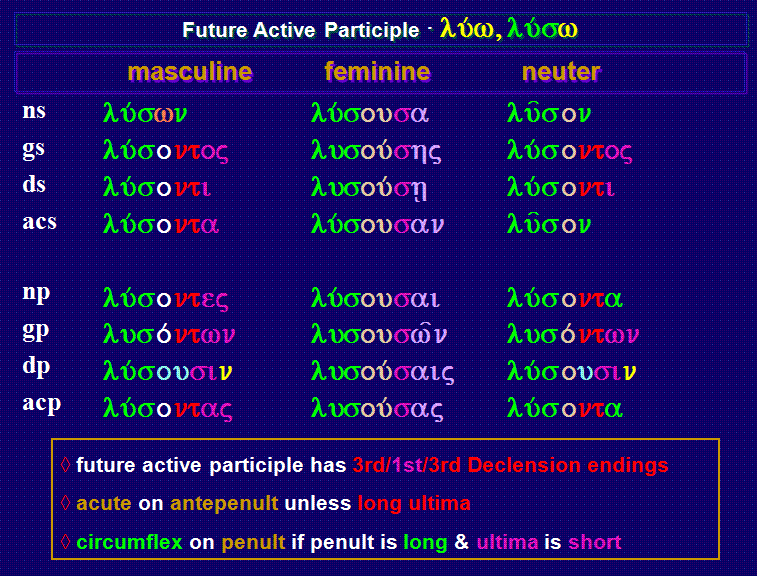 Future Active Participle · λύω, λύσω
masculine feminine neuter
ns λύσων λύσουσα λῦσον
gs λύσοντος λυσούσης λύσοντος
ds λύσοντι λυσούσῃ λύσοντι
acs λύσοντα λύσουσαν λῦσον
np λύσοντες λύσουσαι λύσοντα
gp λυσόντων λυσουσῶν λυσόντων
dp λύσουσιν λυσούσαις λύσουσιν
acp λύσοντας λυσούσας λύσοντα
◊ future active participle has 3rd/1st/3rd Declension endings
◊ acute on antepenult unless long ultima
◊ circumflex on penult if penult is long & ultima is short